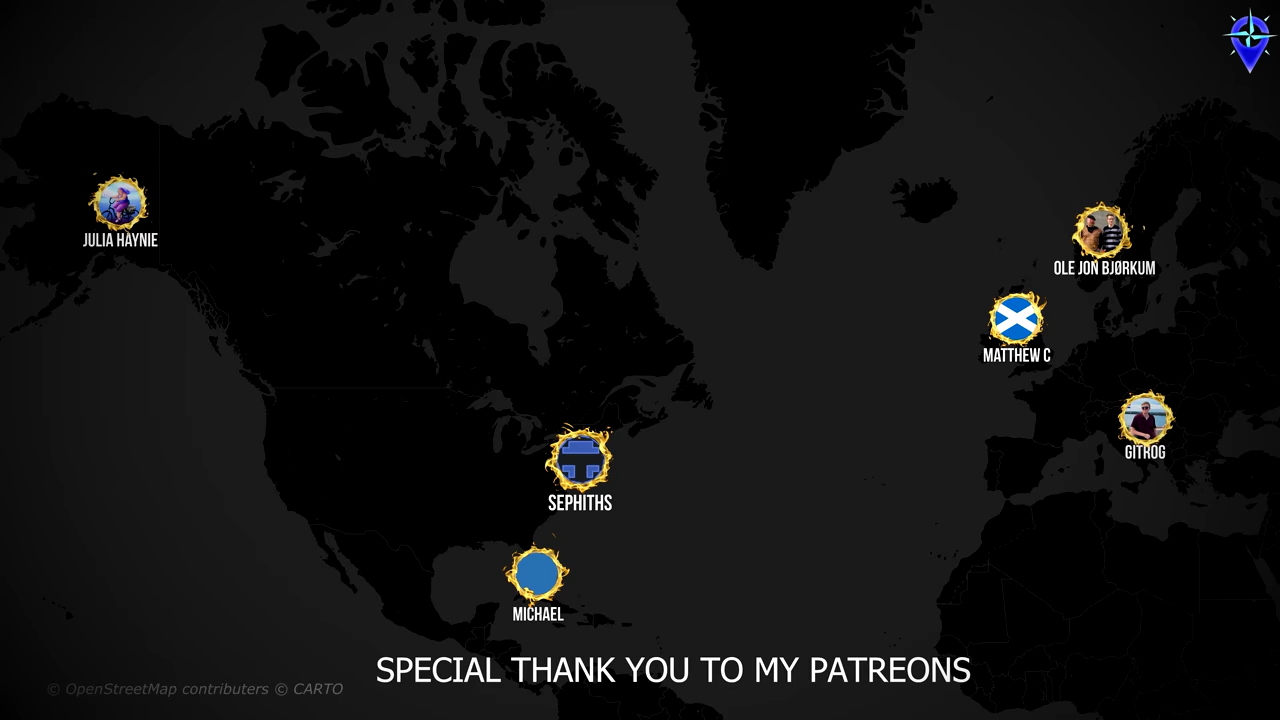 JULIA HAYNIE
OLE JON BJØRKUM
MATTHEW C
GITROG
SEPHITHS
MICHAEL
SPECIAL THANK YOU TO MY PATREONS
© OpenStreetMap contributers © CARTO